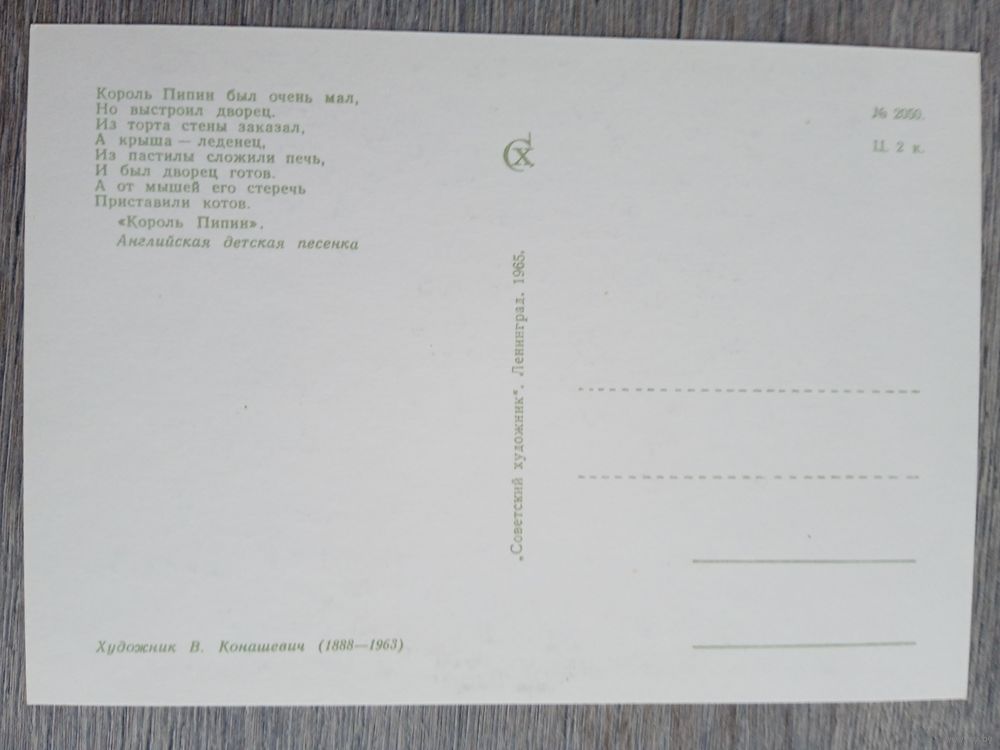 Король Пипин был очень мал,
Но выстроил дворец.
Из торта стены заказал,
А крыша — леденец,
Из пастилы сложили печь,
И был дворец готов.
А от мышей его стеречь
Приставили котов.
«Король Пипин».
Английская детская песенка
Художник В. Конашевич (1888—1963)
СХ
„Советский художник“. Ленинград. 1965.
№ 2050.
Ц. 2 к.